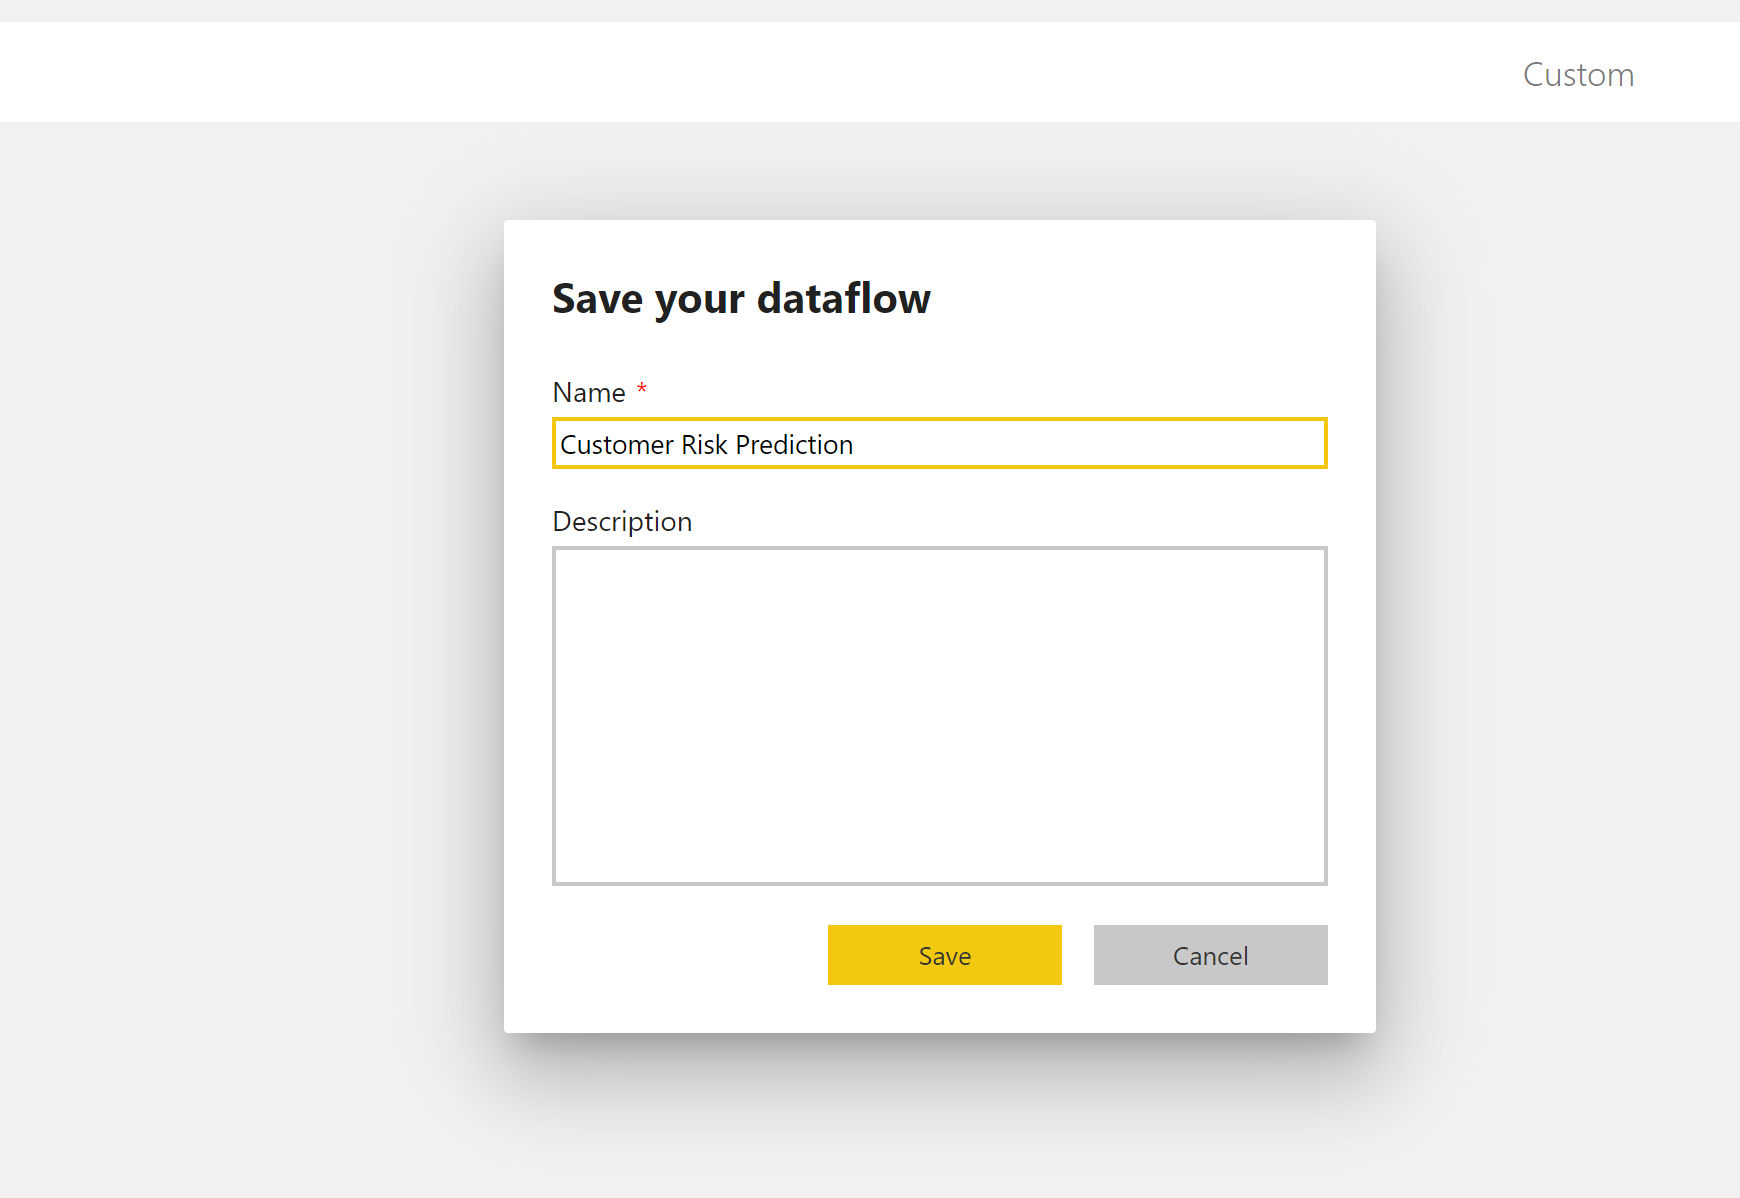 Custom
Save your dataflow
Name *
Customer Risk Prediction
Description
Save
Cancel